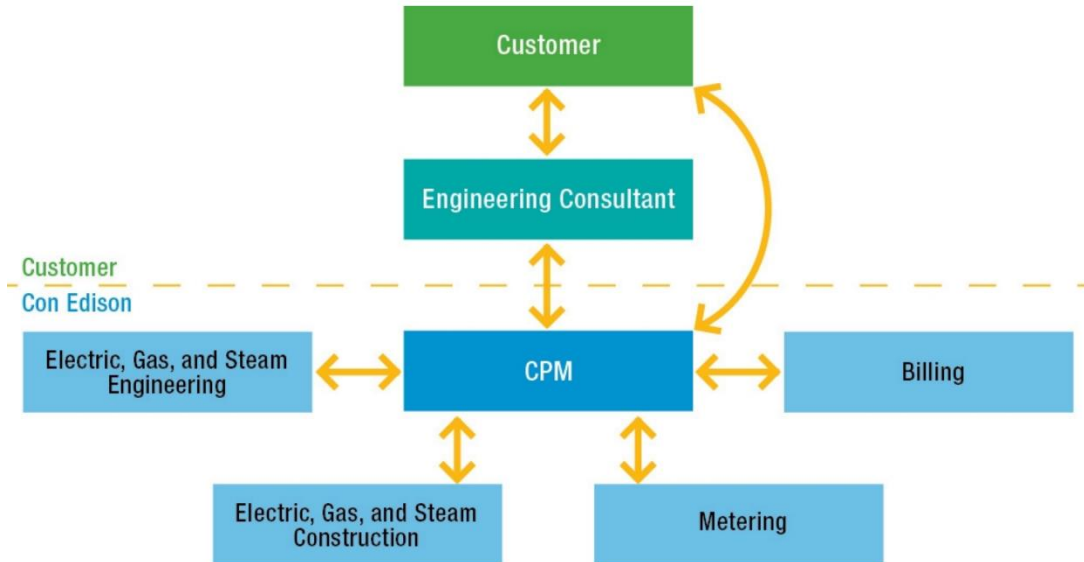 Customer
Engineering Consultant
Customer
Con Edison
Electric, Gas, and Steam
Engineering
CPM
Billing
Electric, Gas, and Steam
Construction
Metering